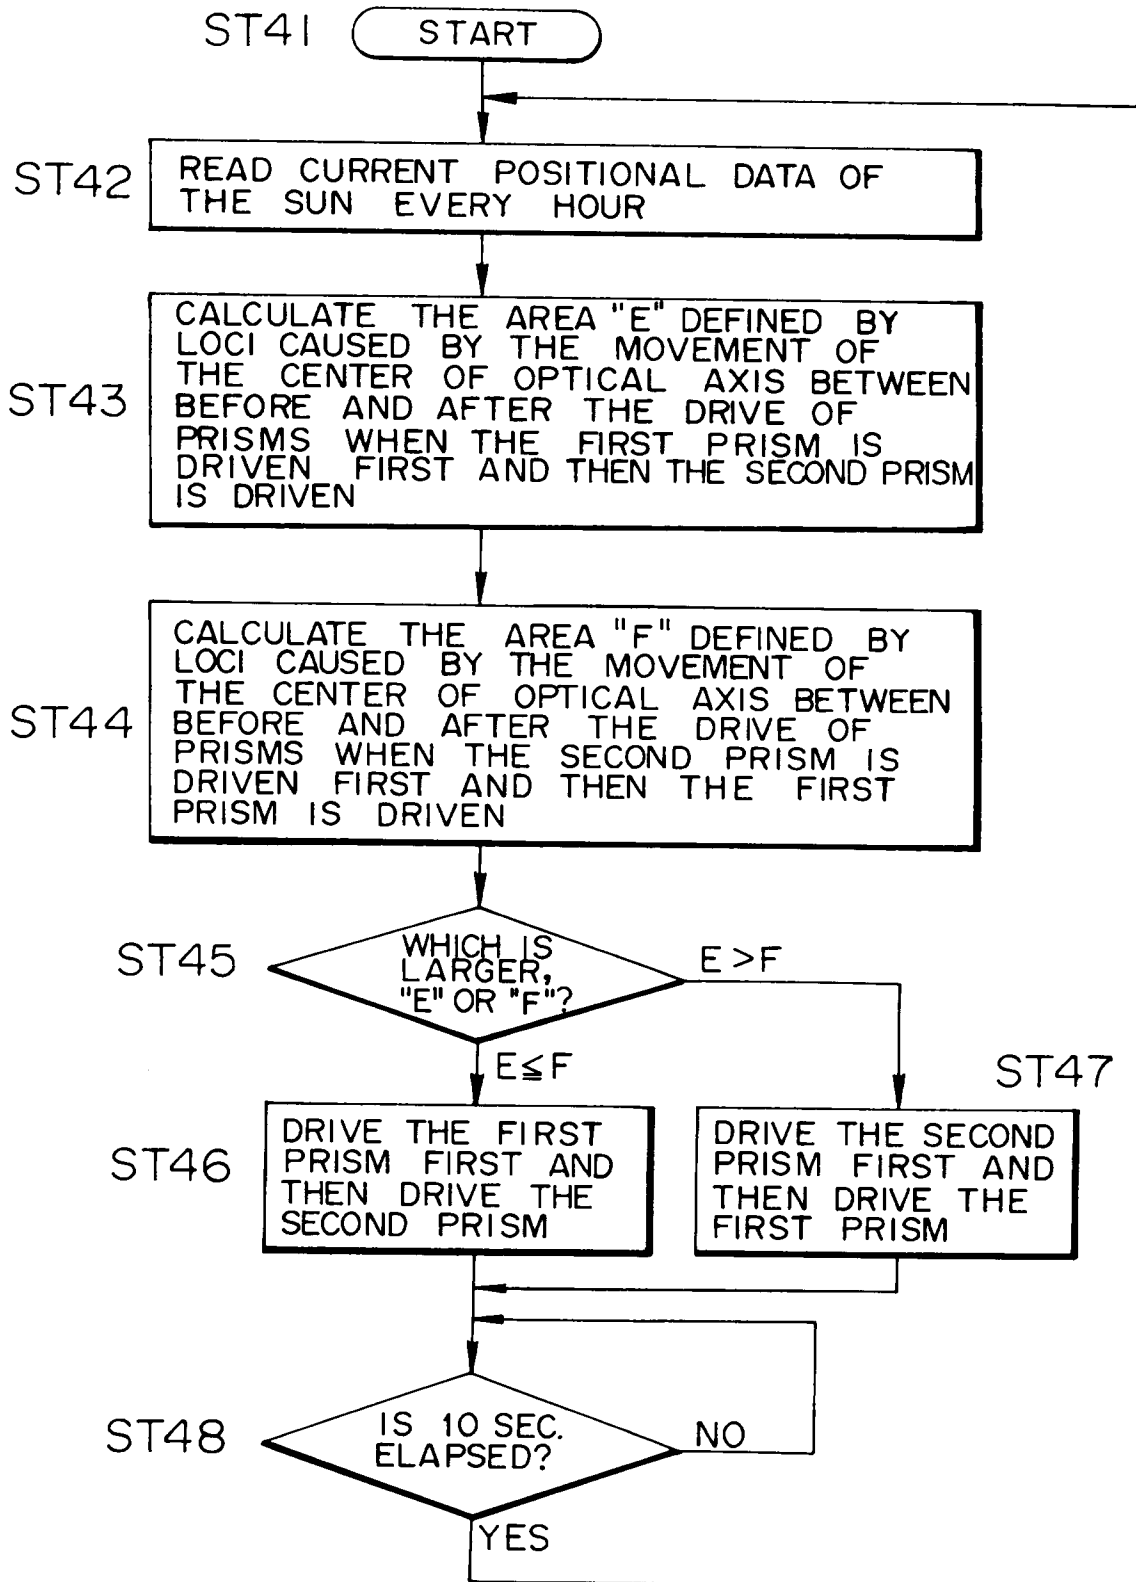 ST41
START
ST42
READ CURRENT POSITIONAL DATA OF
THE SUN EVERY HOUR
ST43
CALCULATE THE AREA "E" DEFINED BY
LOCI CAUSED BY THE MOVEMENT OF
THE CENTER OF OPTICAL AXIS BETWEEN
BEFORE AND AFTER THE DRIVE OF
PRISMS WHEN THE FIRST PRISM IS
DRIVEN FIRST AND THEN THE SECOND PRISM
IS DRIVEN
ST44
CALCULATE THE AREA "F" DEFINED BY
LOCI CAUSED BY THE MOVEMENT OF
THE CENTER OF OPTICAL AXIS BETWEEN
BEFORE AND AFTER THE DRIVE OF
PRISMS WHEN THE SECOND PRISM IS
DRIVEN FIRST AND THEN THE FIRST
PRISM IS DRIVEN
ST45
WHICH IS
LARGER,
"E" OR "F"?
E > F
E ≦ F
ST46
DRIVE THE FIRST
PRISM FIRST AND
THEN DRIVE THE
SECOND PRISM
ST47
DRIVE THE SECOND
PRISM FIRST AND
THEN DRIVE THE
FIRST PRISM
ST48
IS 10 SEC.
ELAPSED?
NO
YES